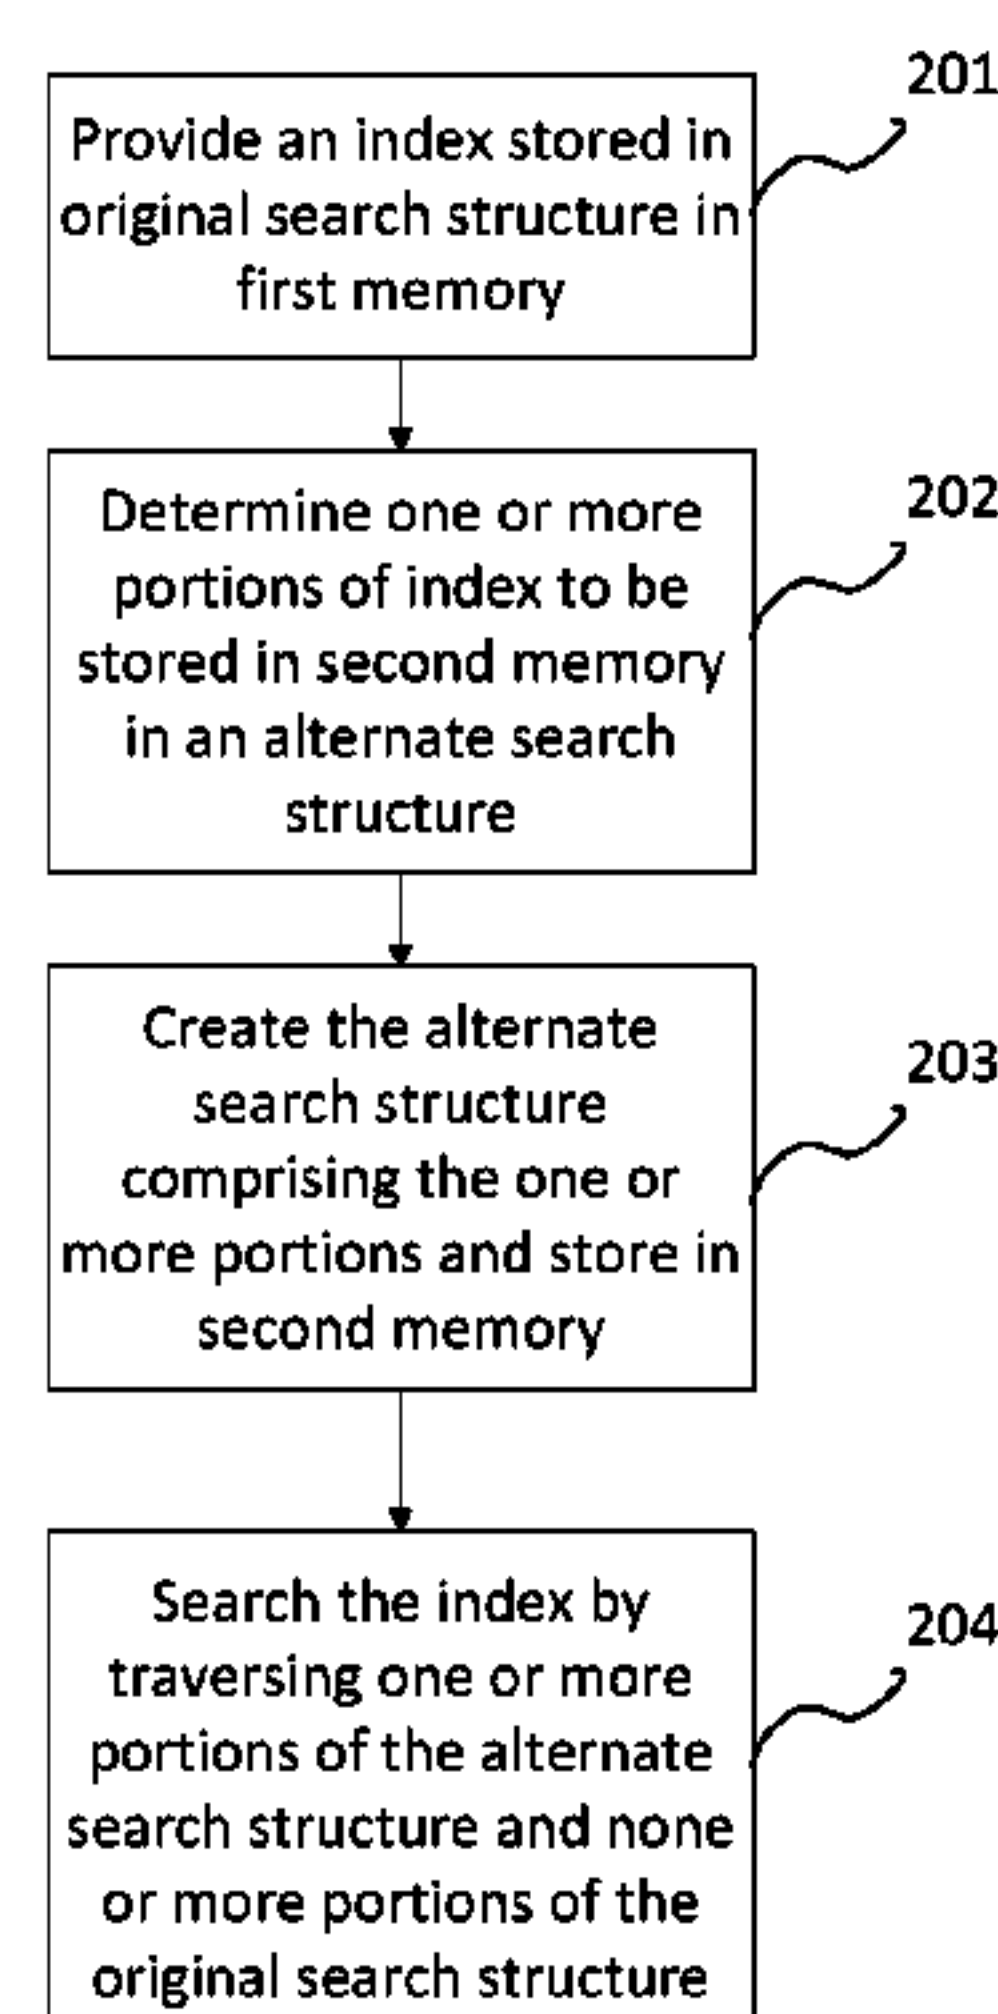 201
Provide an index stored in
original search structure in
first memory
202
Determine one or more
portions of index to be
stored in second memory
in an alternate search
structure
203
Create the alternate
search structure
comprising the one or
more portions and store in
second memory
204
Search the index by
traversing one or more
portions of the alternate
search structure and none
or more portions of the
original search structure